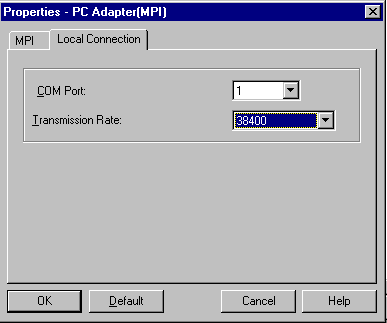 Properties - PC Adapter(MPI)
MPI Local Connection
COM Port: 1
Transmission Rate: 38400
OK Default Cancel Help